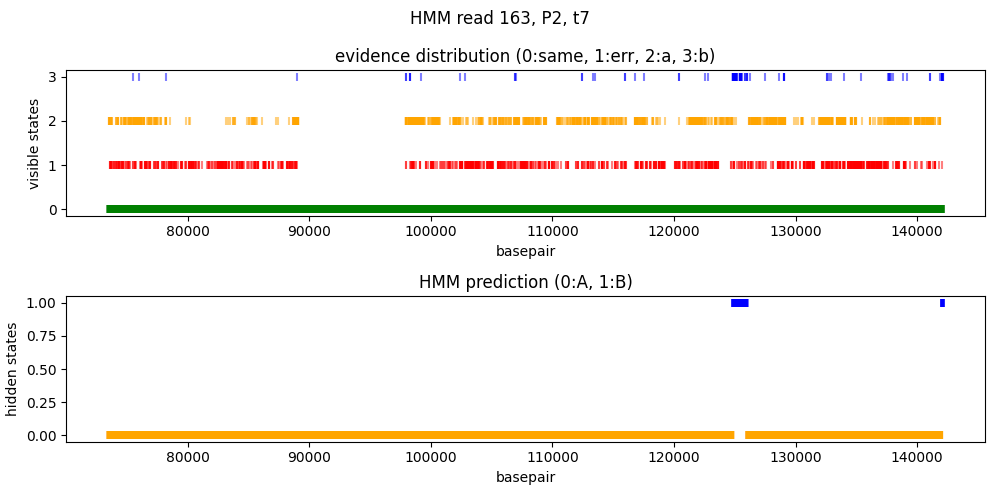 HMM read 163, P2, t7
evidence distribution (0:same, 1:err, 2:a, 3:b)
visible states
3
2
1
0
80000 90000 100000 110000 120000 130000 140000
basepair
HMM prediction (0:A, 1:B)
hidden states
1.00
0.75
0.50
0.25
0.00
80000 90000 100000 110000 120000 130000 140000
basepair